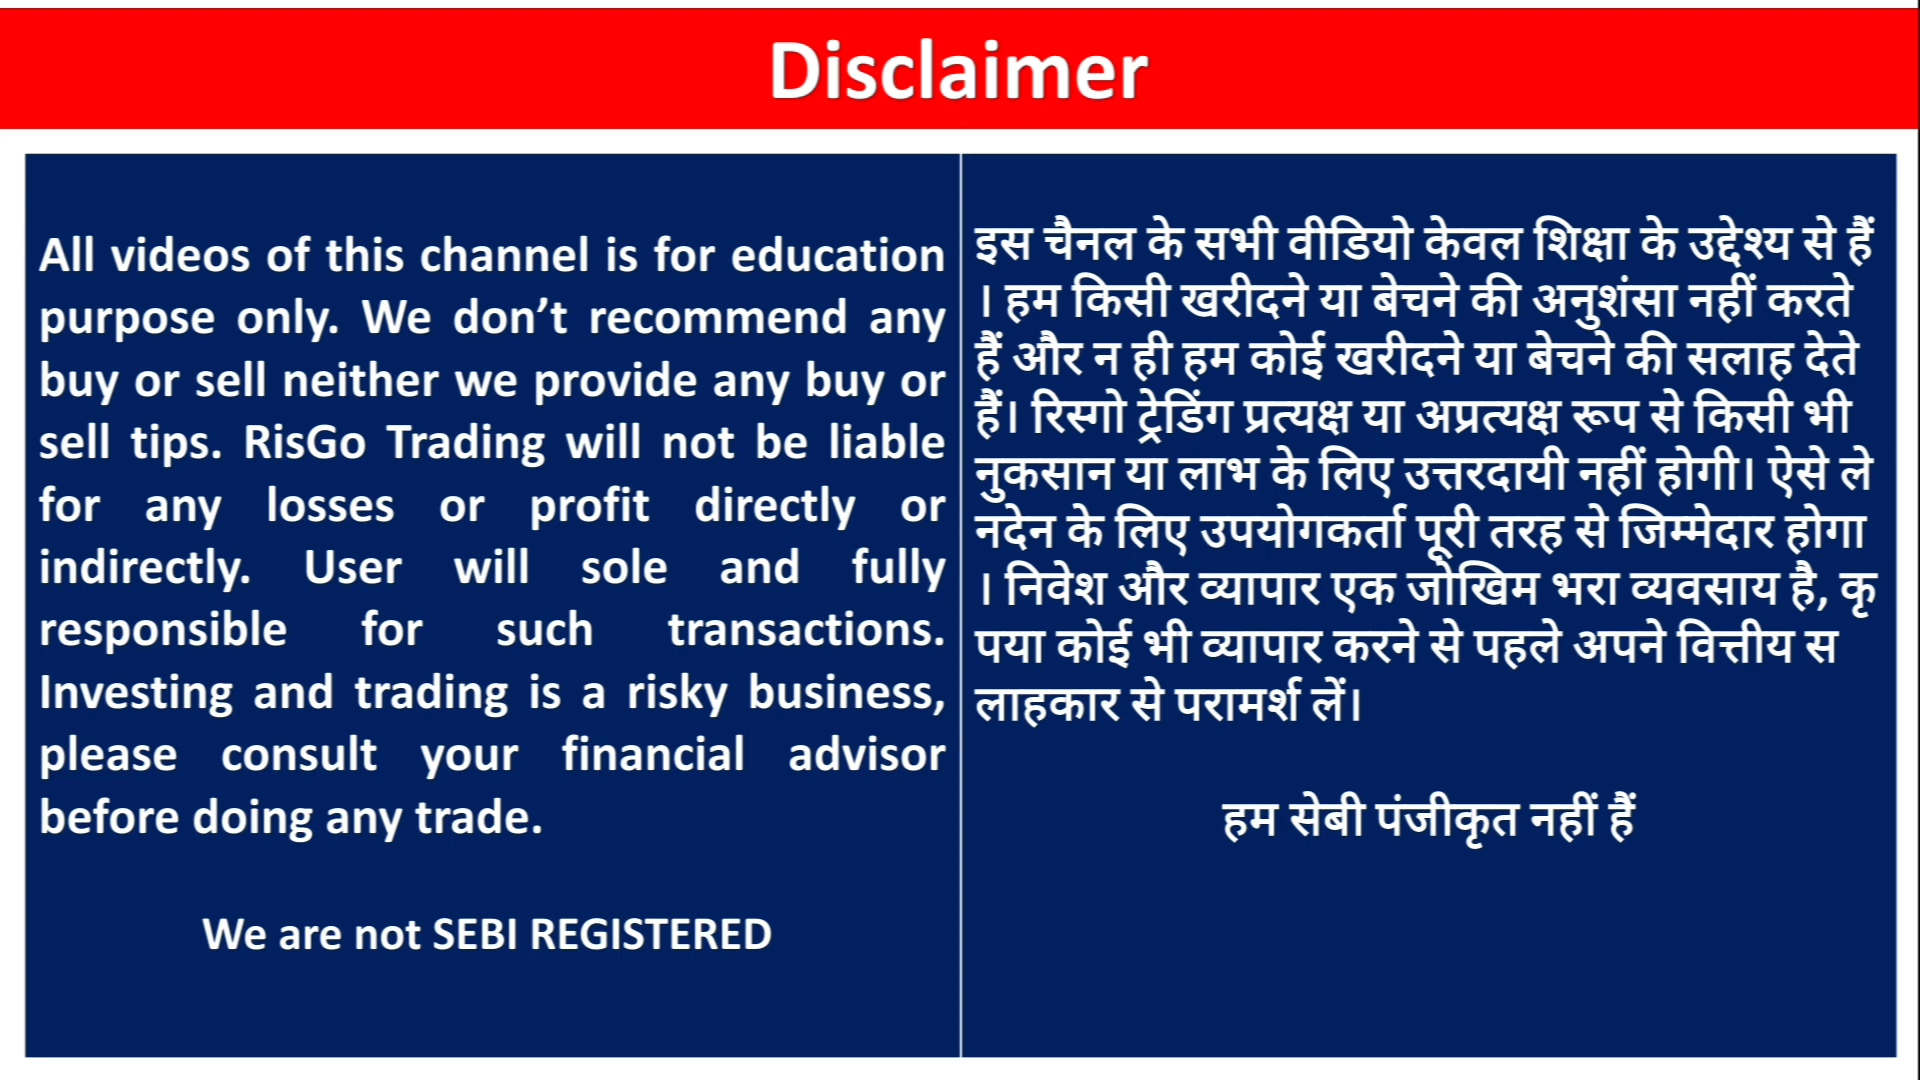 Disclaimer
All videos of this channel is for education
purpose only. We don’t recommend any
buy or sell neither we provide any buy or
sell tips. RisGo Trading will not be liable
for any losses or profit directly or
indirectly. User will sole and fully
responsible for such transactions.
Investing and trading is a risky business,
please consult your financial advisor
before doing any trade.
We are not SEBI REGISTERED
इस चैनल के सभी वीडियो केवल शिक्षा के उद्देश्य से हैं
। हम किसी खरीदने या बेचने की अनुशंसा नहीं करते
हैं और न ही हम कोई खरीदने या बेचने की सलाह देते
हैं। रिस्गो ट्रेडिंग प्रत्यक्ष या अप्रत्यक्ष रूप से किसी भी
नुकसान या लाभ के लिए उत्तरदायी नहीं होगी। ऐसे ले
नदेन के लिए उपयोगकर्ता पूरी तरह से जिम्मेदार होगा
। निवेश और व्यापार एक जोखिम भरा व्यवसाय है, कृ
पया कोई भी व्यापार करने से पहले अपने वित्तीय स
लाहकार से परामर्श लें।
हम सेबी पंजीकृत नहीं हैं